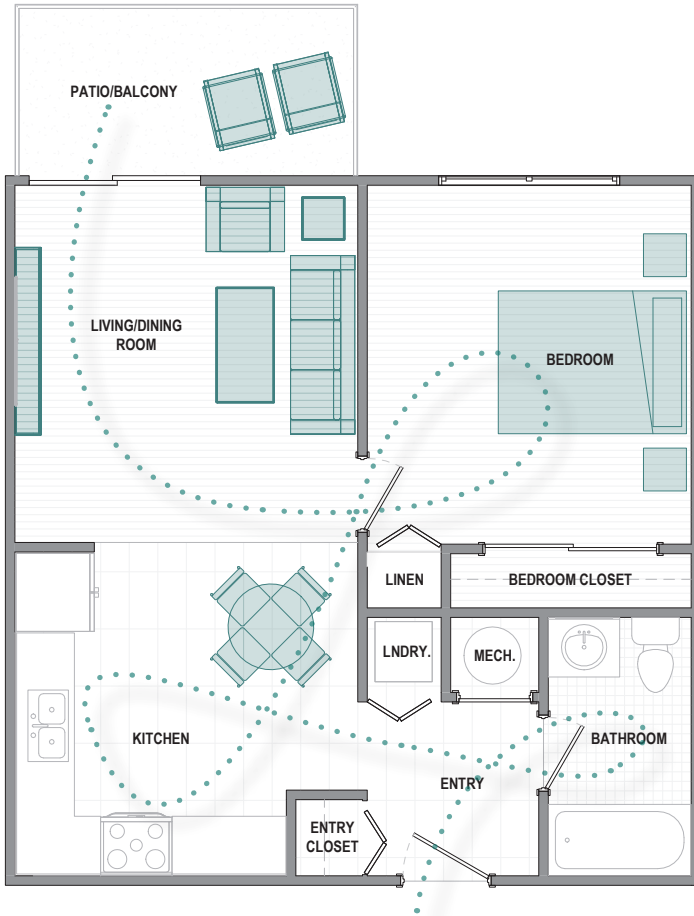 PATIO/BALCONY
LIVING/DINING
ROOM
BEDROOM
LINEN
BEDROOM CLOSET
LNDRY.
MECH.
KITCHEN
BATHROOM
ENTRY
ENTRY
CLOSET